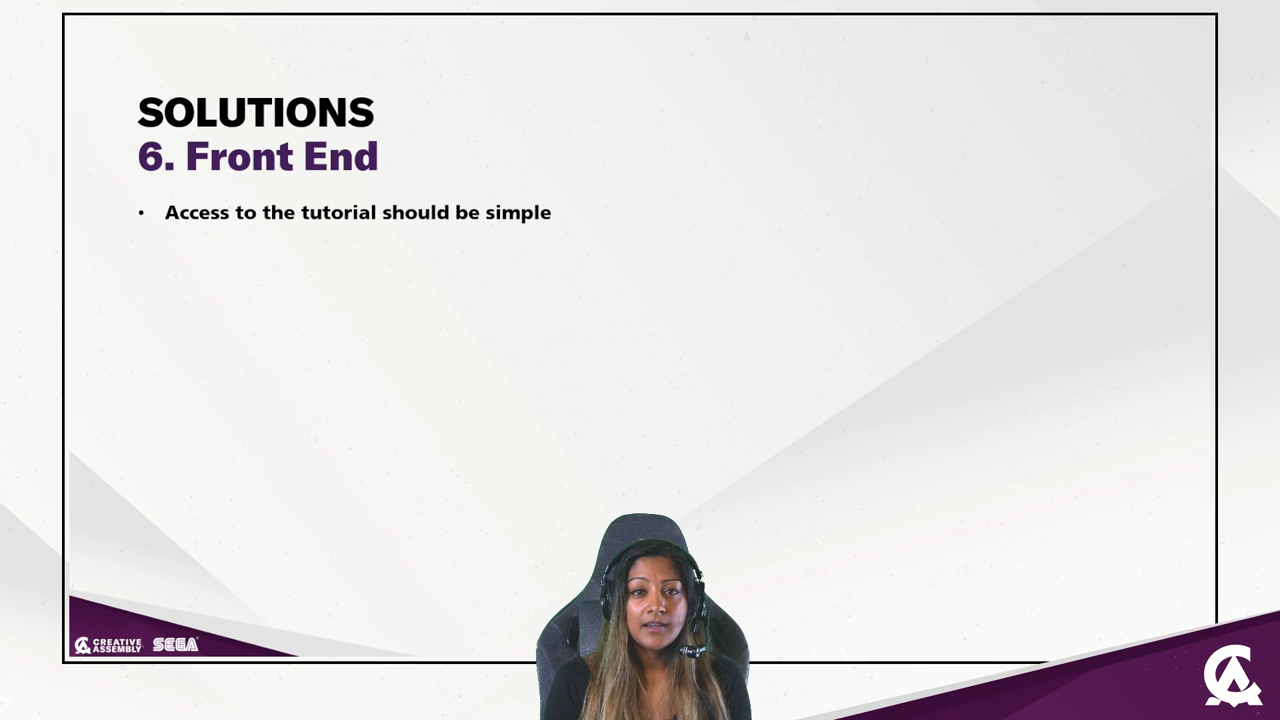 SOLUTIONS
6. Front End
• Access to the tutorial should be simple
CREATIVE
ASSEMBLY
SEGA